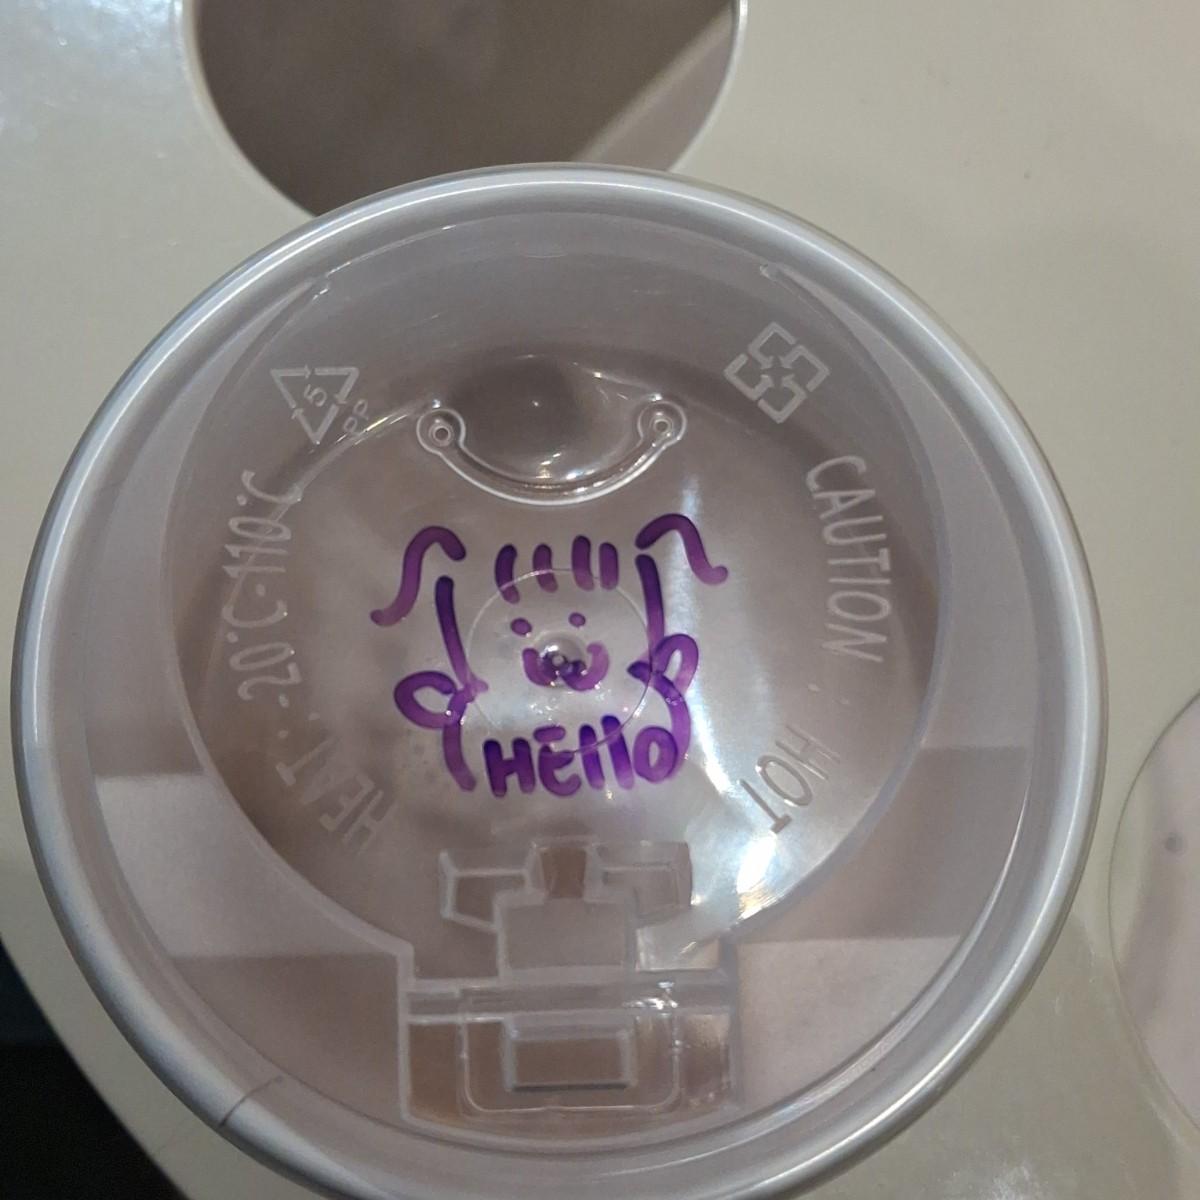 5
PP
-20°C-110°C
HEAT
CAUTION
HOT
HEllO